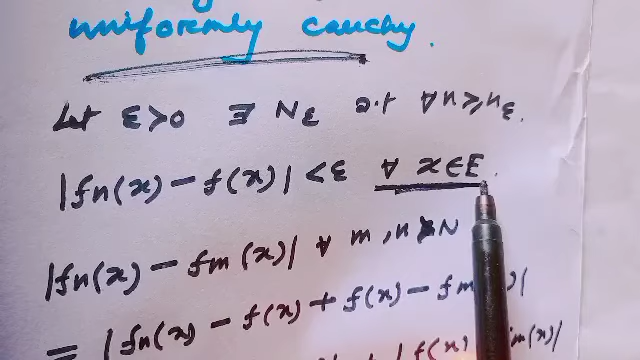 uniformly cauchy.
Let ε>0 ∃ Nε s.t ∀n≥nε.
|fn(x) − f(x)| <ε ∀ x∈E.
|fn(x) − fm(x)| ∀ m,n N
= |fn(x) − f(x) + f(x) − fm )|
|f(x) m(x)|